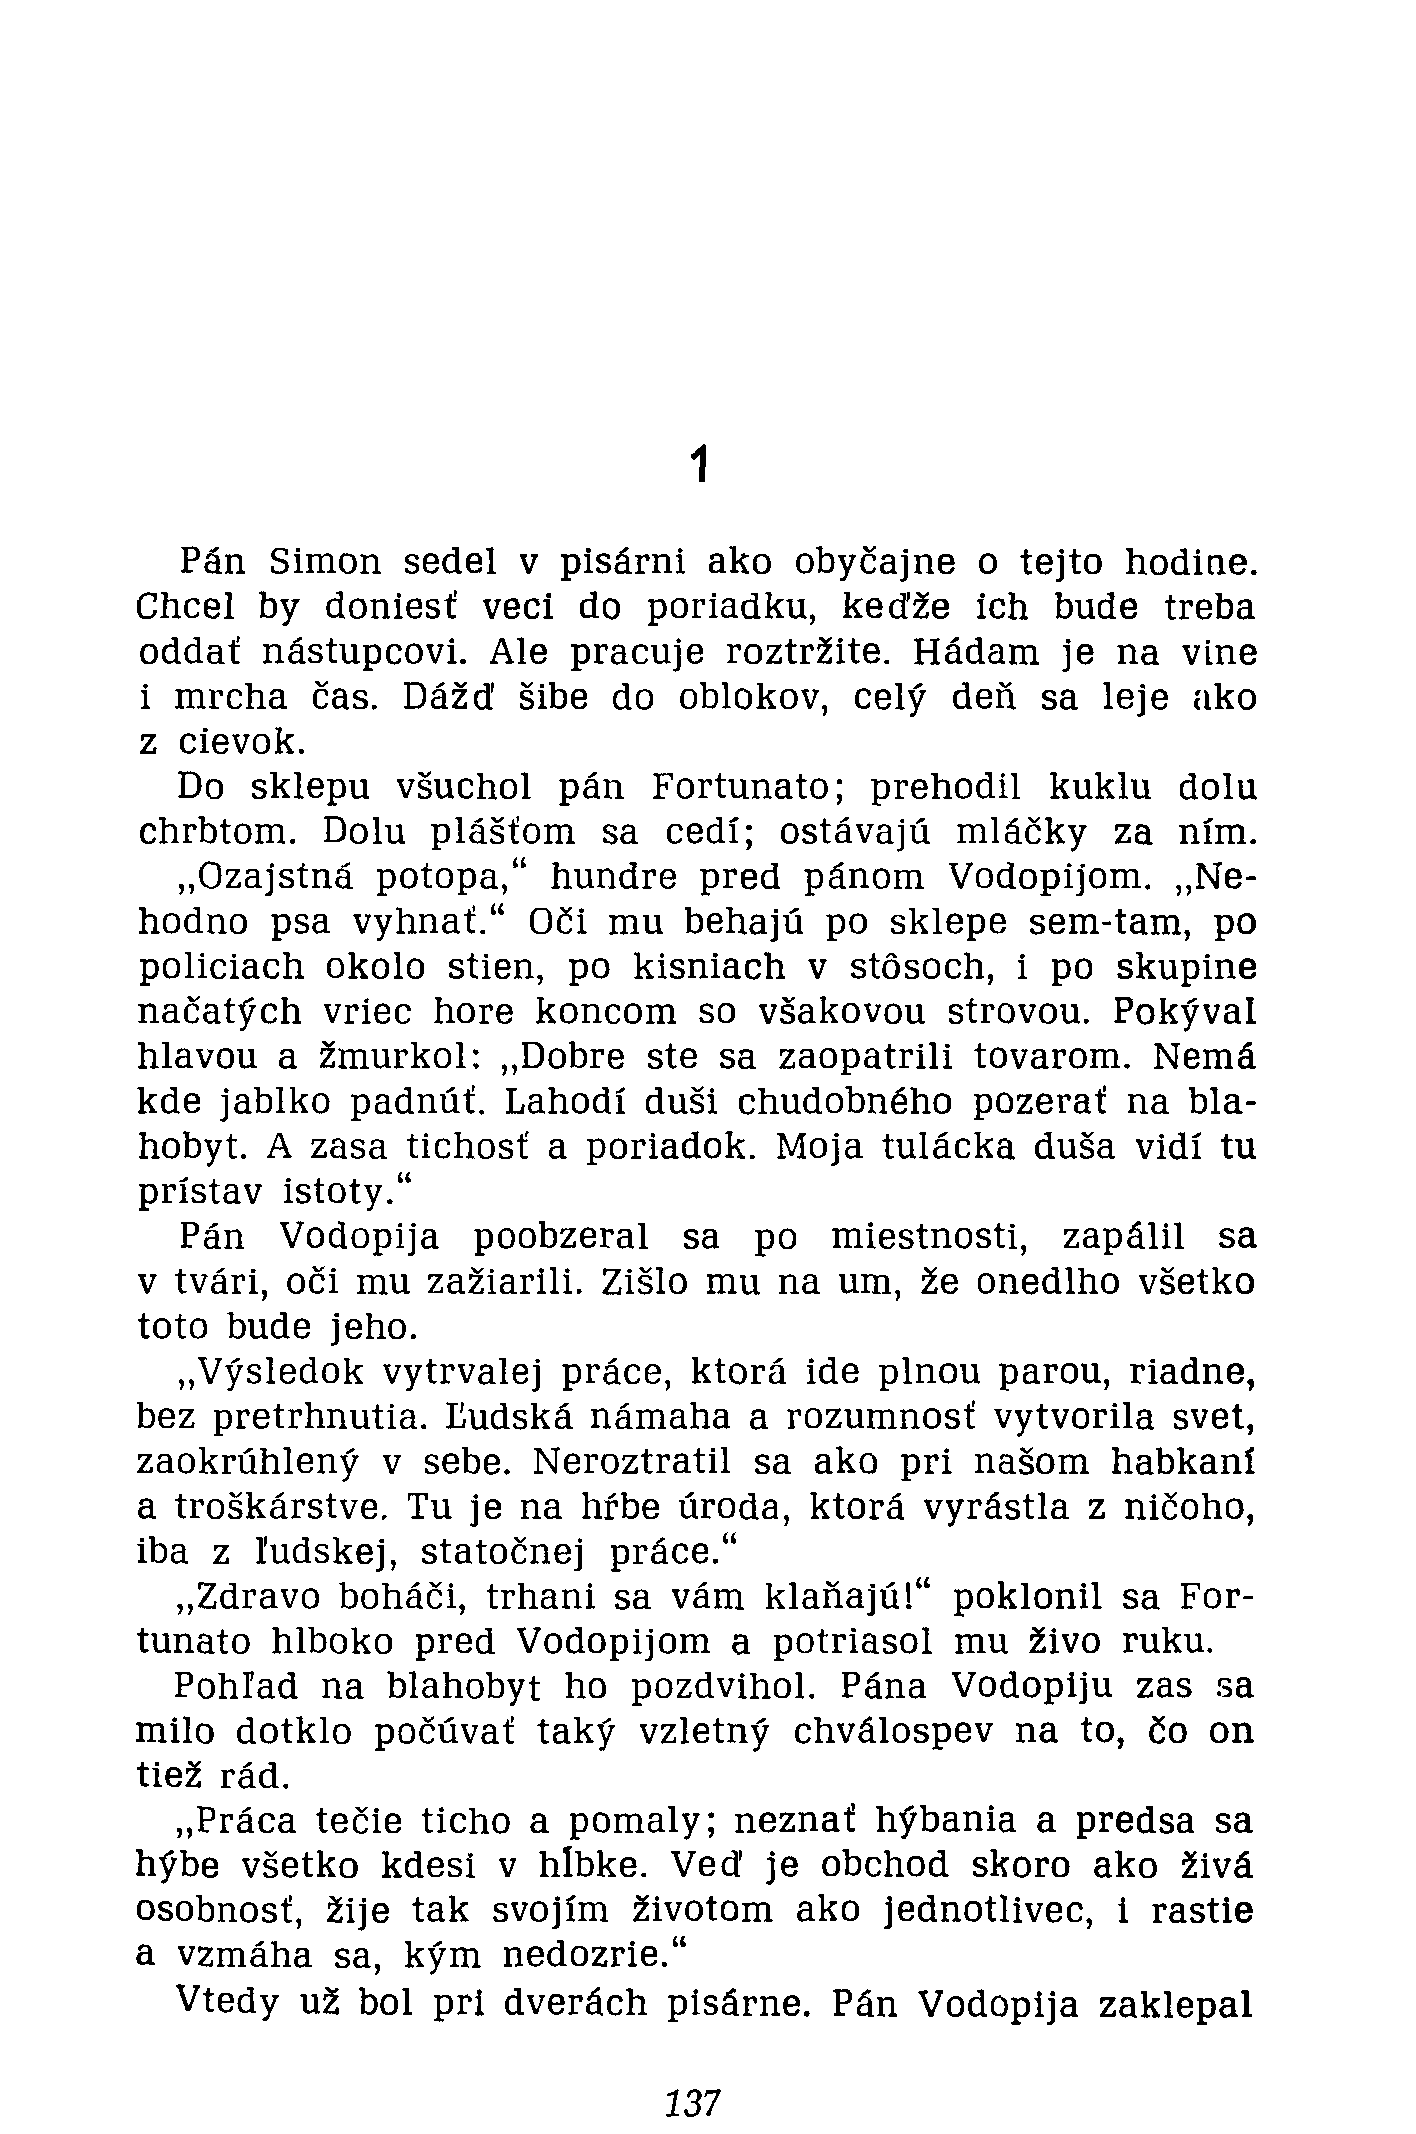 1
Pán Simon sedel v pisárni ako obyčajne o tejto hodine.
Chcel by doniesť veci do poriadku, keďže ich bude treba
oddať nástupcovi. Ale pracuje roztržite. Hádam je na vine
i mrcha čas. Dážď šibe do oblokov, celý deň sa leje ako
z cievok.
Do sklepu všuchol pán Fortunato; prehodil kuklu dolu
chrbtom. Dolu plášťom sa cedí; ostávajú mláčky za ním.
„Ozajstná potopa,“ hundre pred pánom Vodopijom. „Ne-
hodno psa vyhnať.“ Oči mu behajú po sklepe sem-tam, po
policiach okolo stien, po kisniach v stôsoch, i po skupine
načatých vriec hore koncom so všakovou strovou. Pokýval
hlavou a žmurkol: „Dobre ste sa zaopatrili tovarom. Nemá
kde jablko padnúť. Lahodí duši chudobného pozerať na bla-
hobyt. A zasa tichosť a poriadok. Moja tulácka duša vidí tu
prístav istoty.“
Pán Vodopija poobzeral sa po miestnosti, zapálil sa
v tvári, oči mu zažiarili. Zišlo mu na um, že onedlho všetko
toto bude jeho.
„Výsledok vytrvalej práce, ktorá ide plnou parou, riadne,
bez pretrhnutia. Ľudská námaha a rozumnosť vytvorila svet,
zaokrúhlený v sebe. Neroztratil sa ako pri našom habkaní
a troškárstve. Tu je na hŕbe úroda, ktorá vyrástla z ničoho,
iba z ľudskej, statočnej práce.“
„Zdravo boháči, trhani sa vám klaňajú!“ poklonil sa For-
tunato hlboko pred Vodopijom a potriasol mu živo ruku.
Pohľad na blahobyt ho pozdvihol. Pána Vodopiju zas sa
milo dotklo počúvať taký vzletný chválospev na to, čo on
tiež rád.
„Práca tečie ticho a pomaly; neznať hýbania a predsa sa
hýbe všetko kdesi v hĺbke. Veď je obchod skoro ako živá
osobnosť, žije tak svojím životom ako jednotlivec, i rastie
a vzmáha sa, kým nedozrie.“
Vtedy už bol pri dverách pisárne. Pán Vodopija zaklepal
137